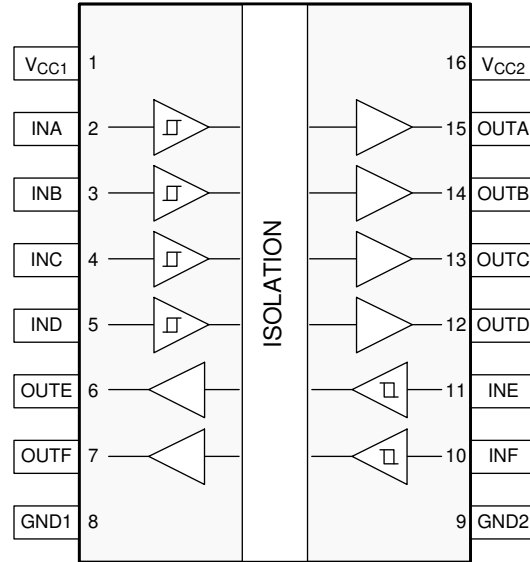 VCC1 1 16 VCC2
INA 2 15 OUTA
INB 3 14 OUTB
INC 4 13 OUTC
IND 5 12 OUTD
OUTE 6 11 INE
OUTF 7 10 INF
GND1 8 9 GND2
ISOLATION